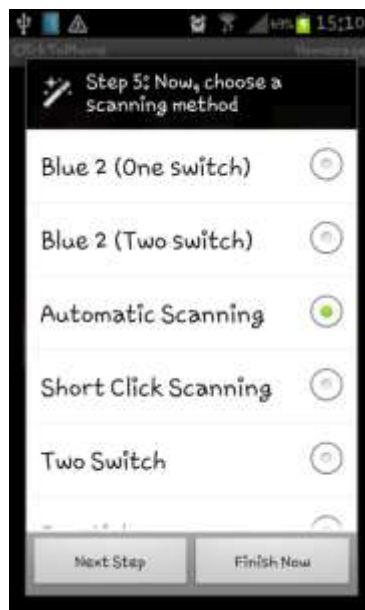 49% 15:10
Step 5: Now, choose a
scanning method
Blue 2 (One switch)
Blue 2 (Two switch)
Automatic Scanning
Short Click Scanning
Two Switch
Next Step Finish Now